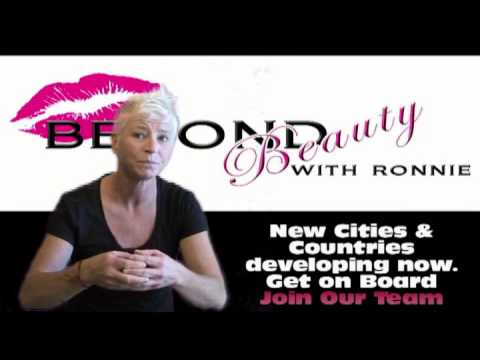 BEYOND
Beauty
WITH RONNIE
New Cities &
Countries
developing now.
Get on Board
Join Our Team